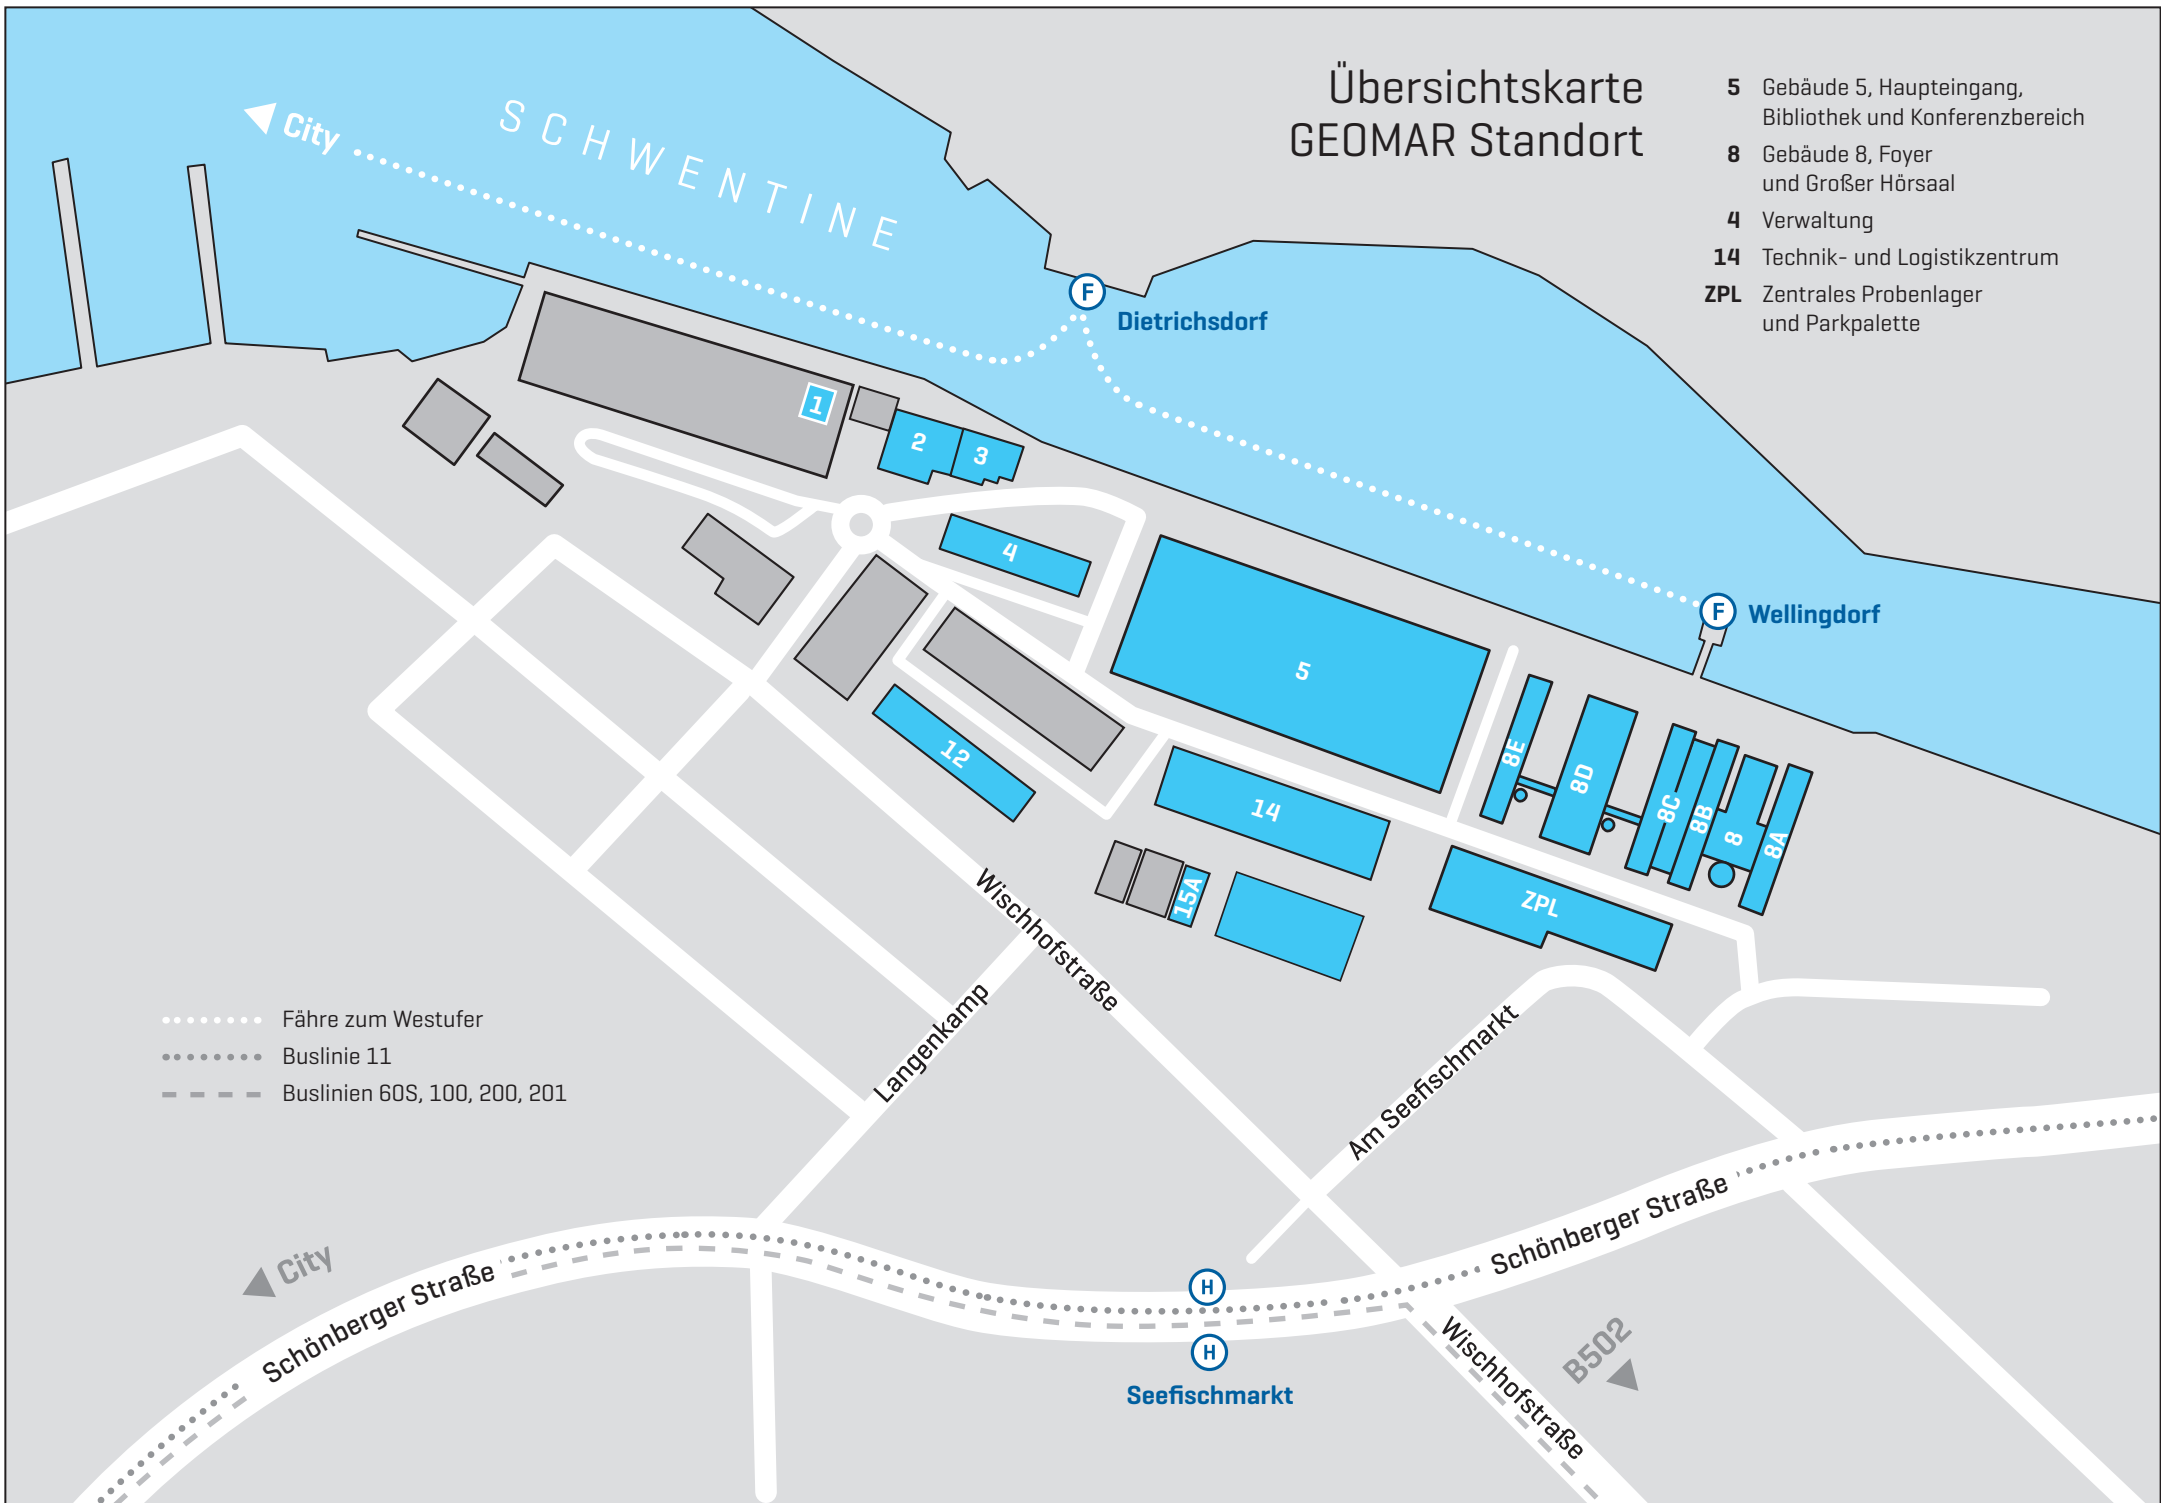 Übersichtskarte
GEOMAR Standort
5 Gebäude 5, Haupteingang,
Bibliothek und Konferenzbereich
8 Gebäude 8, Foyer
und Großer Hörsaal
4 Verwaltung
14 Technik- und Logistikzentrum
ZPL Zentrales Probenlager
und Parkpalette
City
SCHWENTINE
F
Dietrichsdorf
1
2
3
4
5
F
Wellingdorf
12
14
15A
8E
8D
8C
8B
8
8A
ZPL
Wischhofstraße
Langenkamp
Am Seefischmarkt
Fähre zum Westufer
Buslinie 11
Buslinien 60S, 100, 200, 201
City
Schönberger Straße
Schönberger Straße
H
H
Seefischmarkt
Wischhofstraße
B502